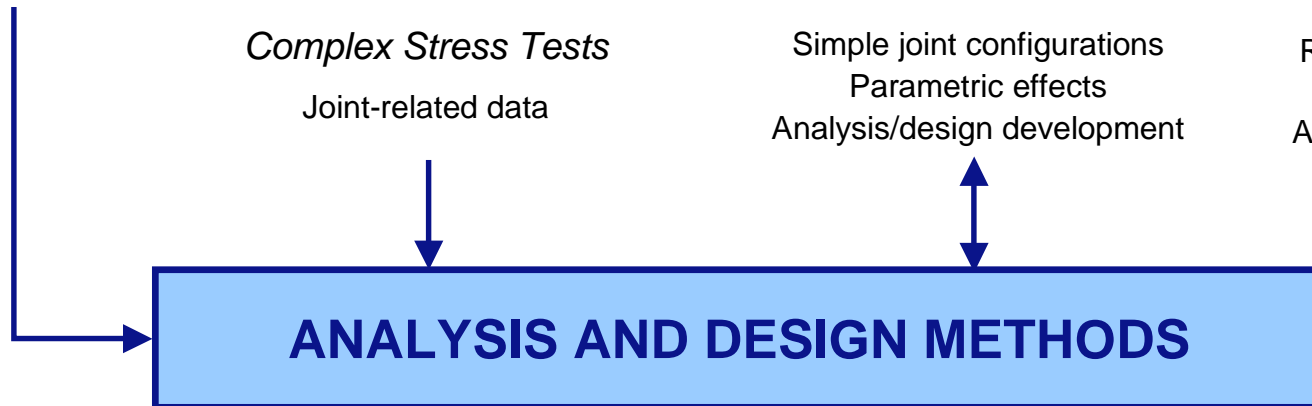 Complex Stress Tests
Joint-related data
Simple joint configurations
Parametric effects
Analysis/design development
ANALYSIS AND DESIGN METHODS